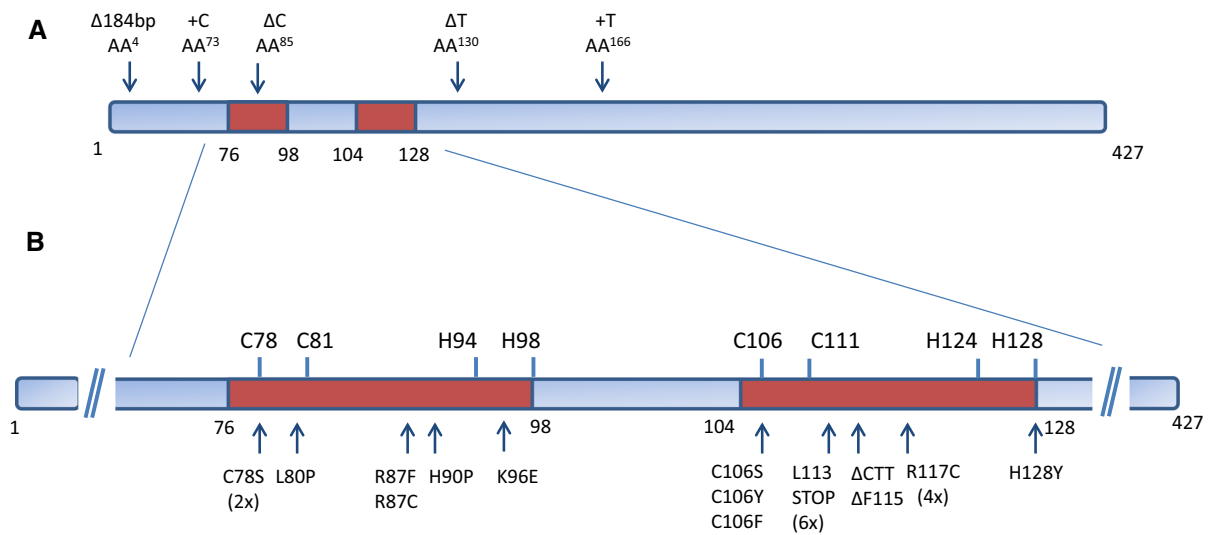 A
Δ184bp +C ΔC ΔT +T
AA4 AA73 AA85 AA130 AA166
1 76 98 104 128 427
B
C78 C81 H94 H98 C106 C111 H124 H128
1 76 98 104 128 427
C78S L80P R87F H90P K96E C106S L113 ΔCTT R117C H128Y
(2x) R87C C106Y STOP ΔF115 (4x)
C106F (6x)